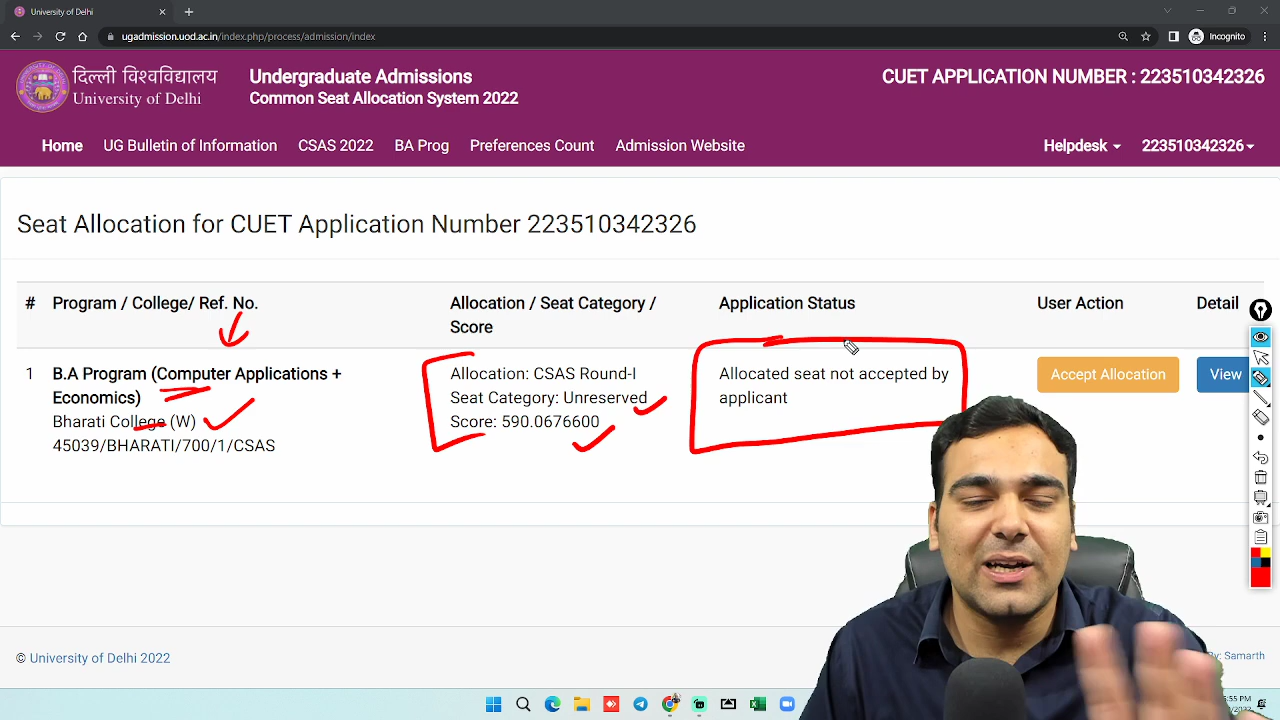 University of Delhi
ugadmission.uod.ac.in/index.php/process/admission/index
Incognito
दिल्ली विश्वविद्यालय
University of Delhi
Undergraduate Admissions
Common Seat Allocation System 2022
CUET APPLICATION NUMBER : 223510342326
Home UG Bulletin of Information CSAS 2022 BA Prog Preferences Count Admission Website Helpdesk 223510342326
Seat Allocation for CUET Application Number 223510342326
# Program / College/ Ref. No. Allocation / Seat Category / Score Application Status User Action Detail
1 B.A Program (Computer Applications + Economics)
Bharati College (W)
45039/BHARATI/700/1/CSAS
Allocation: CSAS Round-I
Seat Category: Unreserved
Score: 590.0676600
Allocated seat not accepted by
applicant
Accept Allocation
View
© University of Delhi 2022
By: Samarth
:55 PM